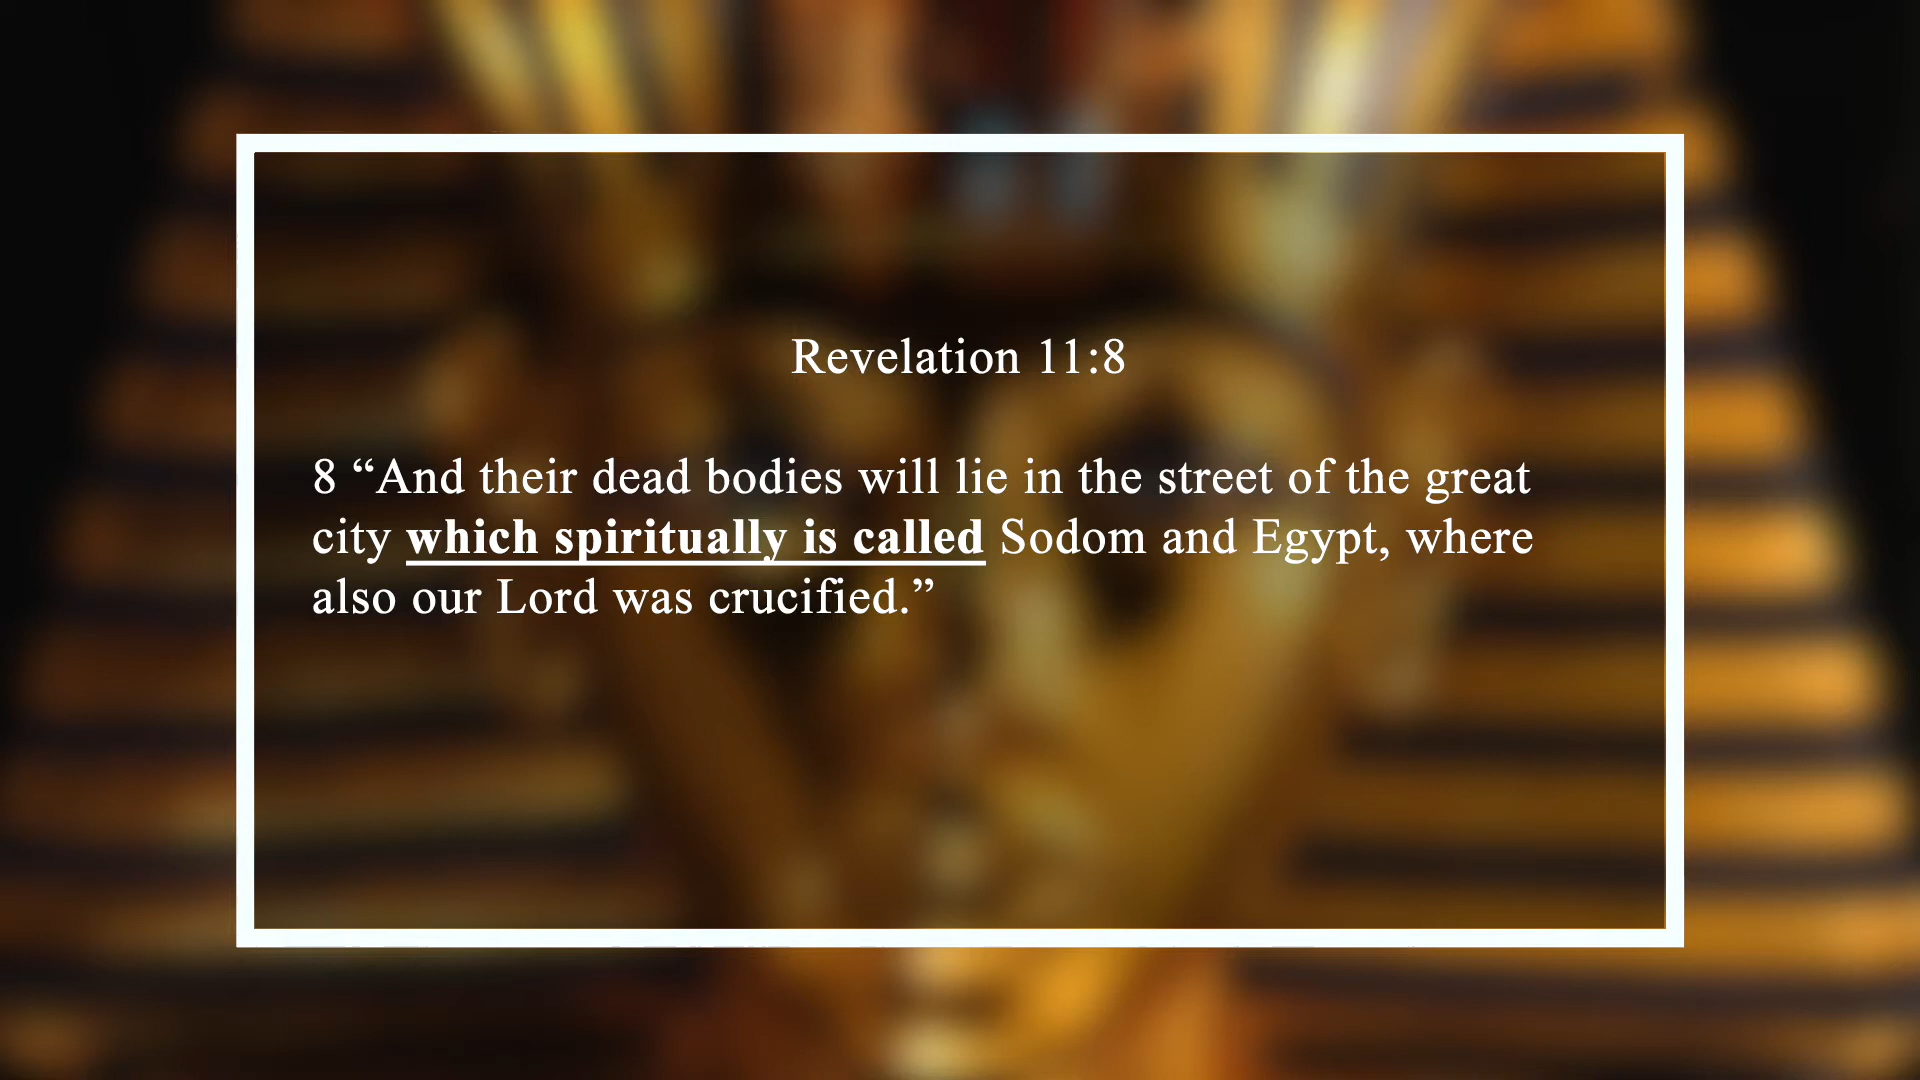 Revelation 11:8
8 “And their dead bodies will lie in the street of the great
city which spiritually is called Sodom and Egypt, where
also our Lord was crucified.”